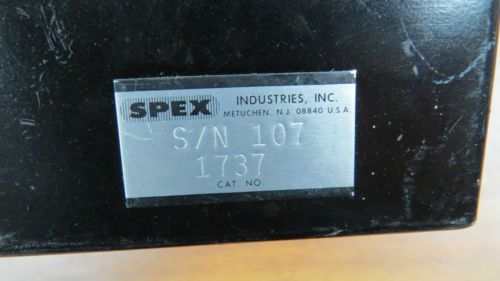 SPEX INDUSTRIES, INC.
METUCHEN, N.J. 08840 U.S.A.
S/N 107
1737
CAT. NO.